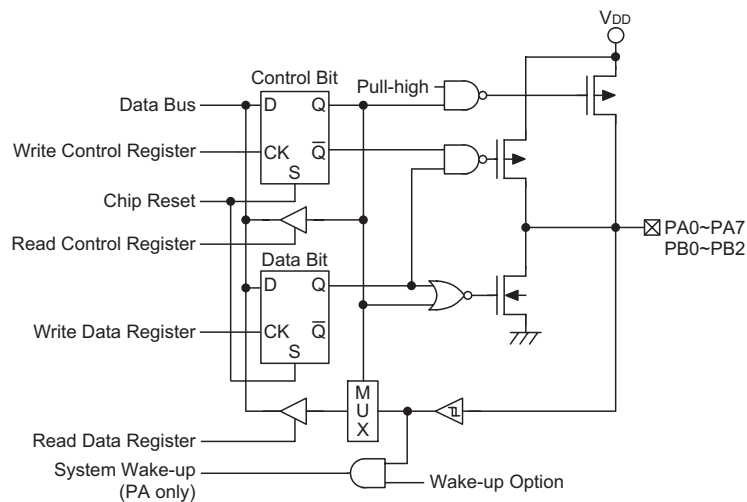 VDD
Control Bit
Pull-high
Data Bus
D
Q
Write Control Register
CK
Q
S
Chip Reset
Read Control Register
PA0~PA7
PB0~PB2
Data Bit
D
Q
Write Data Register
CK
Q
S
M
U
X
Read Data Register
System Wake-up
(PA only)
Wake-up Option